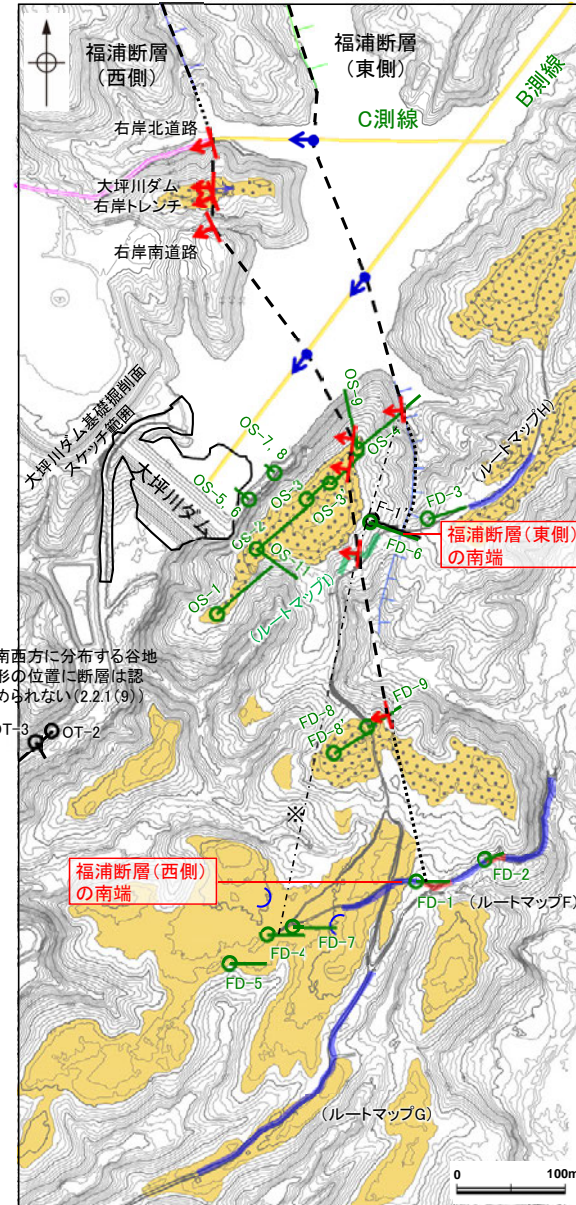 福浦断層
(西側)
福浦断層
(東側)
B測線
C測線
右岸北道路
大坪川ダム
右岸トレンチ
右岸南道路
大坪川ダム基礎掘削面
スケッチ範囲
大坪川ダム
OS-9
OS-4
OS-7, 8
OS-5, 6
OS-3
OS-3'
OS-2
OS-11
OS-1
(ルートマップH)
F-1
FD-3
FD-6
福浦断層(東側)
の南端
(ルートマップI)
南西方に分布する谷地
形の位置に断層は認
められない(2.2.1(9))
OT-3
OT-2
FD-9
FD-8
FD-8'
※
福浦断層(西側)
の南端
FD-2
FD-1
(ルートマップF)
FD-4
FD-7
FD-5
(ルートマップG)
0
100m